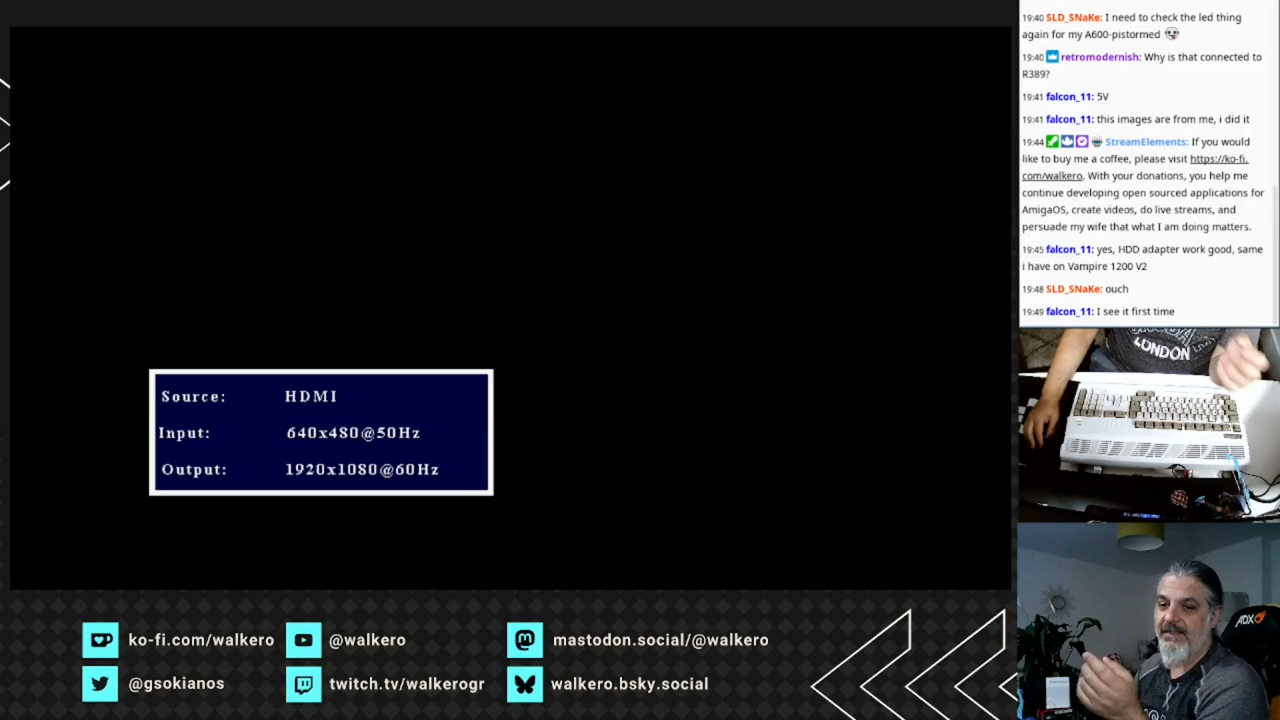 Source: HDMI
Input: 640x480@50Hz
Output: 1920x1080@60Hz
19:40 SLD_SNaKe: I need to check the led thing
again for my A600-pistormed
19:40 retromodernish: Why is that connected to
R389?
19:41 falcon_11: 5V
19:41 falcon_11: this images are from me, i did it
19:44 StreamElements: If you would
like to buy me a coffee, please visit https://ko-fi.
com/walkero. With your donations, you help me
continue developing open sourced applications for
AmigaOS, create videos, do live streams, and
persuade my wife that what I am doing matters.
19:45 falcon_11: yes, HDD adapter work good, same
i have on Vampire 1200 V2
19:48 SLD_SNaKe: ouch
19:49 falcon_11: I see it first time
LONDON
ADX
ko-fi.com/walkero
@walkero
mastodon.social/@walkero
@gsokianos
twitch.tv/walkerogr
walkero.bsky.social